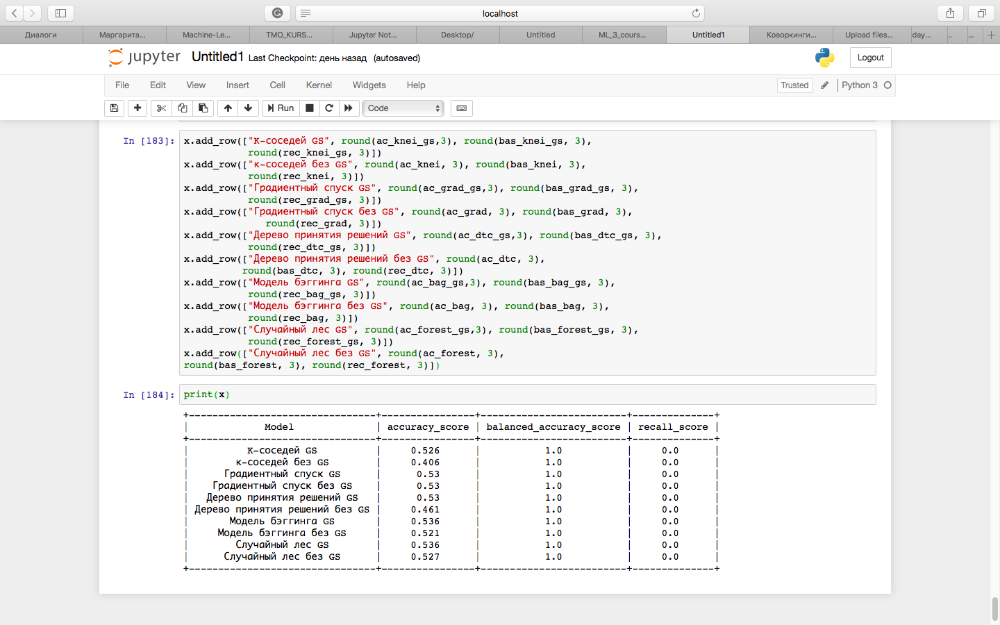 localhost
Диалоги
Маргарита...
Machine-Le...
TMO_KURS...
Jupyter Not...
Desktop/
Untitled
ML_3_cours...
Untitled1
Коворкинги...
Upload files...
day...
..
...
jupyter Untitled1 Last Checkpoint: день назад (autosaved)
Logout
File Edit View Insert Cell Kernel Widgets Help
Trusted Python 3
Run Code
In [183]: x.add_row(["К-соседей GS", round(ac_knei_gs,3), round(bas_knei_gs, 3),
round(rec_knei_gs, 3)])
x.add_row(["к-соседей без GS", round(ac_knei, 3), round(bas_knei, 3),
round(rec_knei, 3)])
x.add_row(["Градиентный спуск GS", round(ac_grad_gs,3), round(bas_grad_gs, 3),
round(rec_grad_gs, 3)])
x.add_row(["Градиентный спуск без GS", round(ac_grad, 3), round(bas_grad, 3),
round(rec_grad, 3)])
x.add_row(["Дерево принятия решений GS", round(ac_dtc_gs,3), round(bas_dtc_gs, 3),
round(rec_dtc_gs, 3)])
x.add_row(["Дерево принятия решений без GS", round(ac_dtc, 3),
round(bas_dtc, 3), round(rec_dtc, 3)])
x.add_row(["Модель бэггинга GS", round(ac_bag_gs,3), round(bas_bag_gs, 3),
round(rec_bag_gs, 3)])
x.add_row(["Модель бэггинга без GS", round(ac_bag, 3), round(bas_bag, 3),
round(rec_bag, 3)])
x.add_row(["Случайный лес GS", round(ac_forest_gs,3), round(bas_forest_gs, 3),
round(rec_forest_gs, 3)])
x.add_row(["Случайный лес без GS", round(ac_forest, 3),
round(bas_forest, 3), round(rec_forest, 3)])
In [184]: print(x)
Model | accuracy_score | balanced_accuracy_score | recall_score
К-соседей GS | 0.526 | 1.0 | 0.0
к-соседей без GS | 0.406 | 1.0 | 0.0
Градиентный спуск GS | 0.53 | 1.0 | 0.0
Градиентный спуск без GS | 0.53 | 1.0 | 0.0
Дерево принятия решений GS | 0.53 | 1.0 | 0.0
Дерево принятия решений без GS | 0.461 | 1.0 | 0.0
Модель бэггинга GS | 0.536 | 1.0 | 0.0
Модель бэггинга без GS | 0.521 | 1.0 | 0.0
Случайный лес GS | 0.536 | 1.0 | 0.0
Случайный лес без GS | 0.527 | 1.0 | 0.0